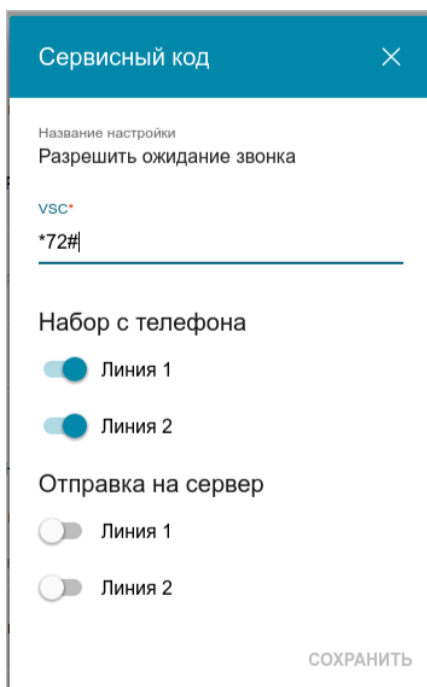 Сервисный код
Название настройки
Разрешить ожидание звонка
VSC*
*72#
Набор с телефона
Линия 1
Линия 2
Отправка на сервер
Линия 1
Линия 2
СОХРАНИТЬ